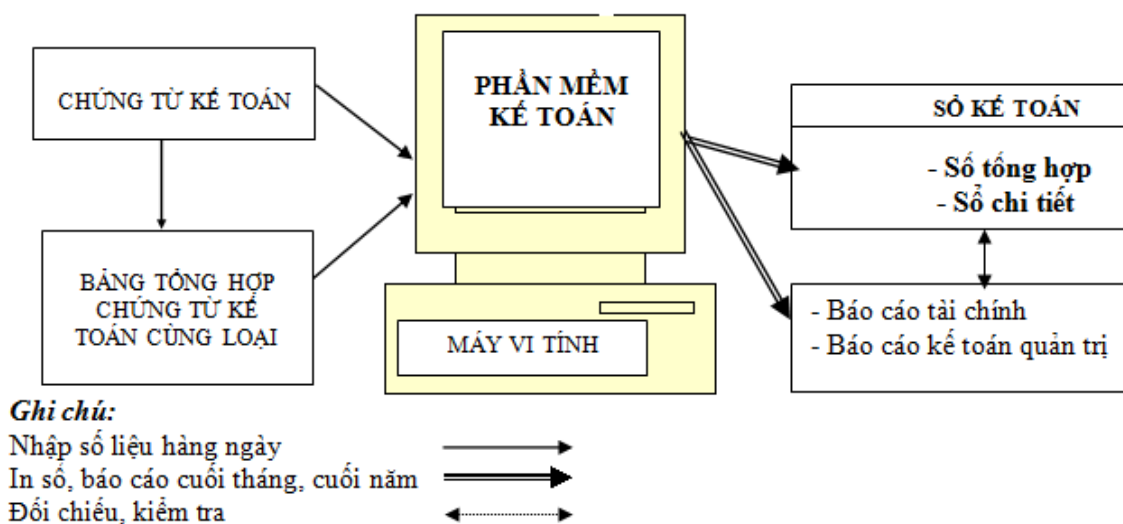 CHỨNG TỪ KẾ TOÁN
BẢNG TỔNG HỢP
CHỨNG TỪ KẾ
TOÁN CÙNG LOẠI
PHẦN MỀM
KẾ TOÁN
MÁY VI TÍNH
SỔ KẾ TOÁN
- Sổ tổng hợp
- Sổ chi tiết
- Báo cáo tài chính
- Báo cáo kế toán quản trị
Ghi chú:
Nhập số liệu hàng ngày
In sổ, báo cáo cuối tháng, cuối năm
Đối chiếu, kiểm tra